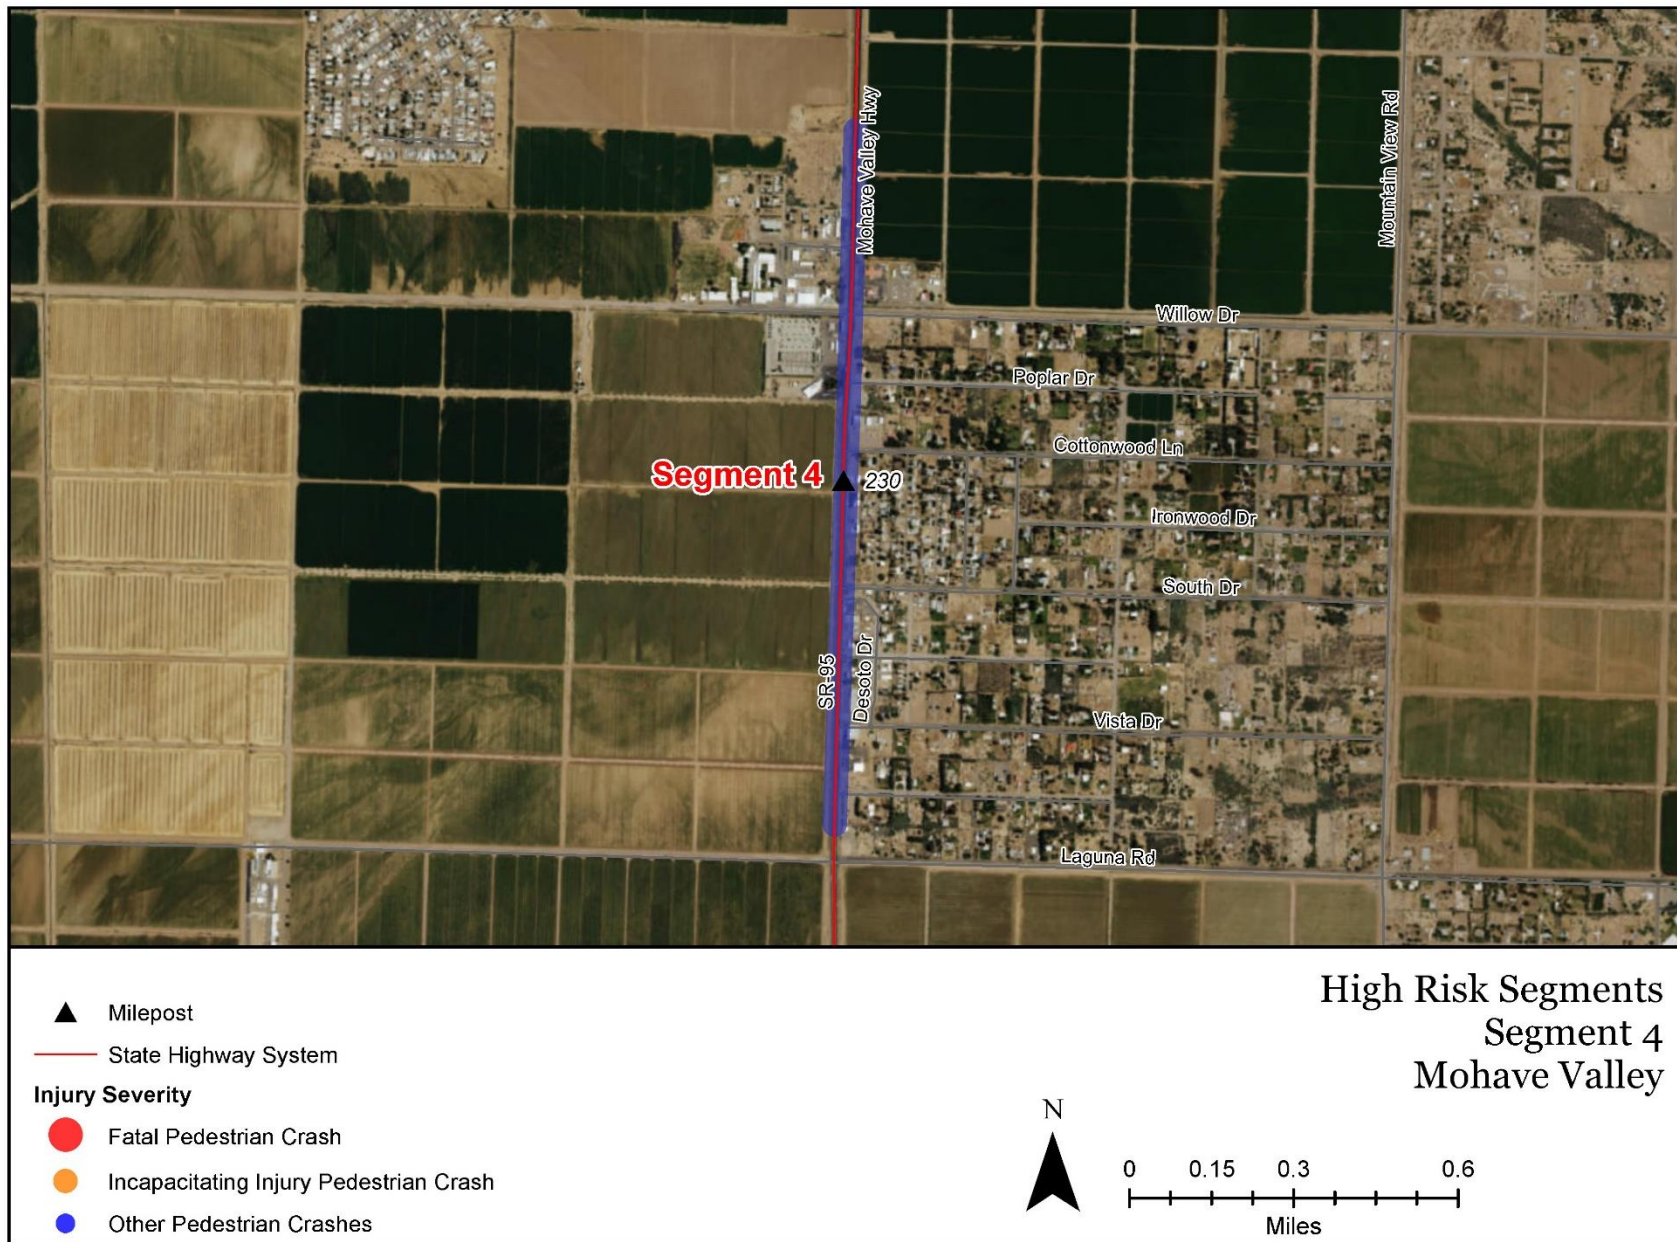 Mohave Valley Hwy
Mountain View Rd
Willow Dr
Poplar Dr
Cottonwood Ln
Segment 4
230
Ironwood Dr
South Dr
SR-95
Desoto Dr
Vista Dr
Laguna Rd
High Risk Segments
Segment 4
Mohave Valley
Milepost
State Highway System
Injury Severity
Fatal Pedestrian Crash
Incapacitating Injury Pedestrian Crash
Other Pedestrian Crashes
N
0 0.15 0.3 0.6
Miles